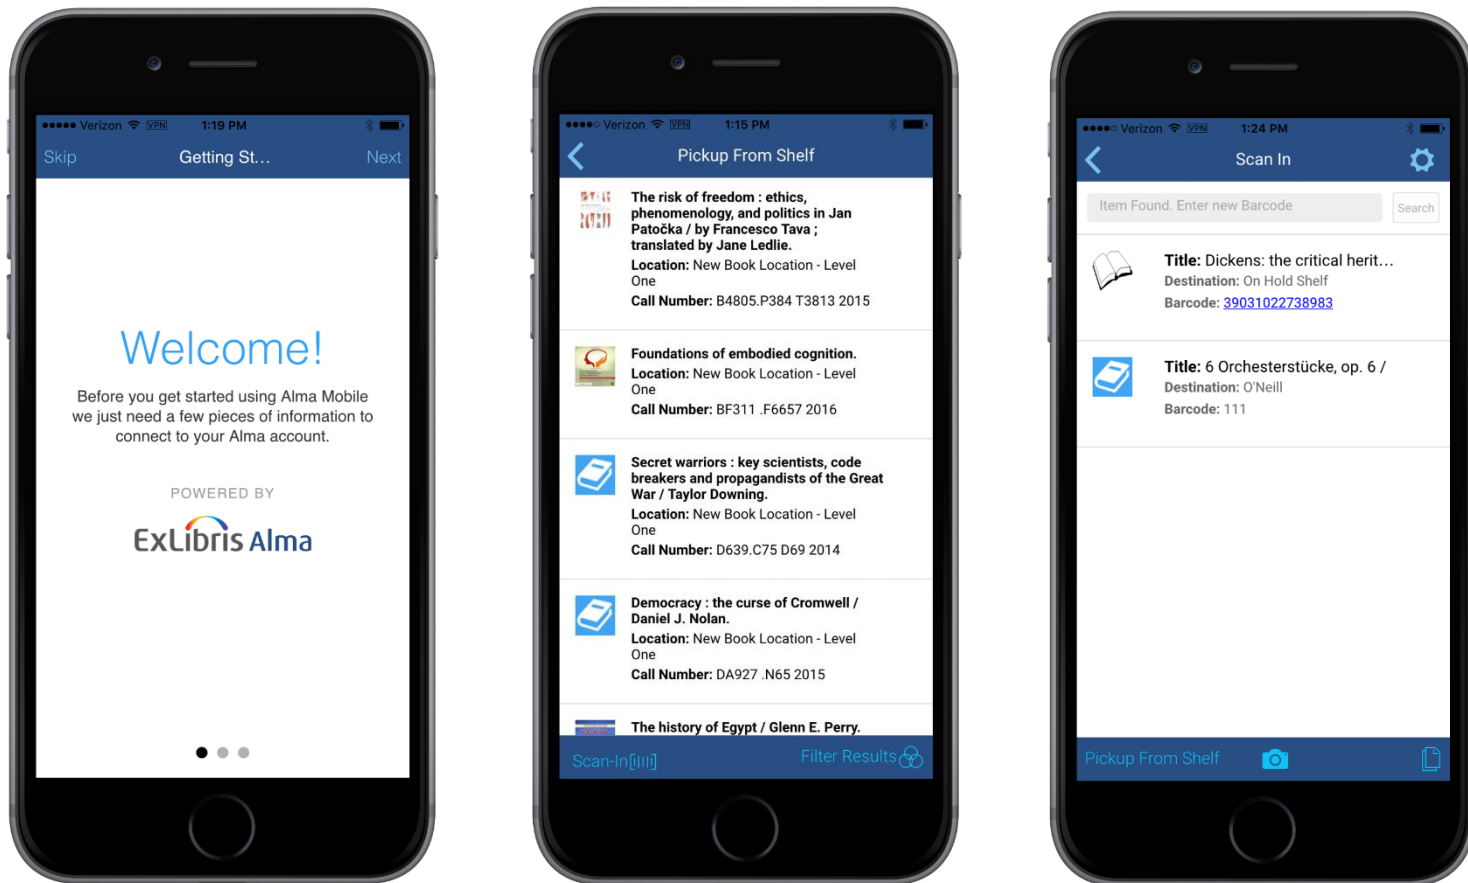 Verizon VPN 1:19 PM
Skip Getting St... Next
Welcome!
Before you get started using Alma Mobile
we just need a few pieces of information to
connect to your Alma account.
POWERED BY
ExLibris Alma
Verizon VPN 1:15 PM
Pickup From Shelf
The risk of freedom : ethics,
phenomenology, and politics in Jan
Patočka / by Francesco Tava ;
translated by Jane Ledlie.
Location: New Book Location - Level
One
Call Number: B4805.P384 T3813 2015
Foundations of embodied cognition.
Location: New Book Location - Level
One
Call Number: BF311 .F6657 2016
Secret warriors : key scientists, code
breakers and propagandists of the Great
War / Taylor Downing.
Location: New Book Location - Level
One
Call Number: D639.C75 D69 2014
Democracy : the curse of Cromwell /
Daniel J. Nolan.
Location: New Book Location - Level
One
Call Number: DA927 .N65 2015
The history of Egypt / Glenn E. Perry.
Scan-In Filter Results
Verizon VPN 1:24 PM
Scan In
Item Found. Enter new Barcode Search
Title: Dickens: the critical herit...
Destination: On Hold Shelf
Barcode: 39031022738983
Title: 6 Orchesterstücke, op. 6 /
Destination: O'Neill
Barcode: 111
Pickup From Shelf